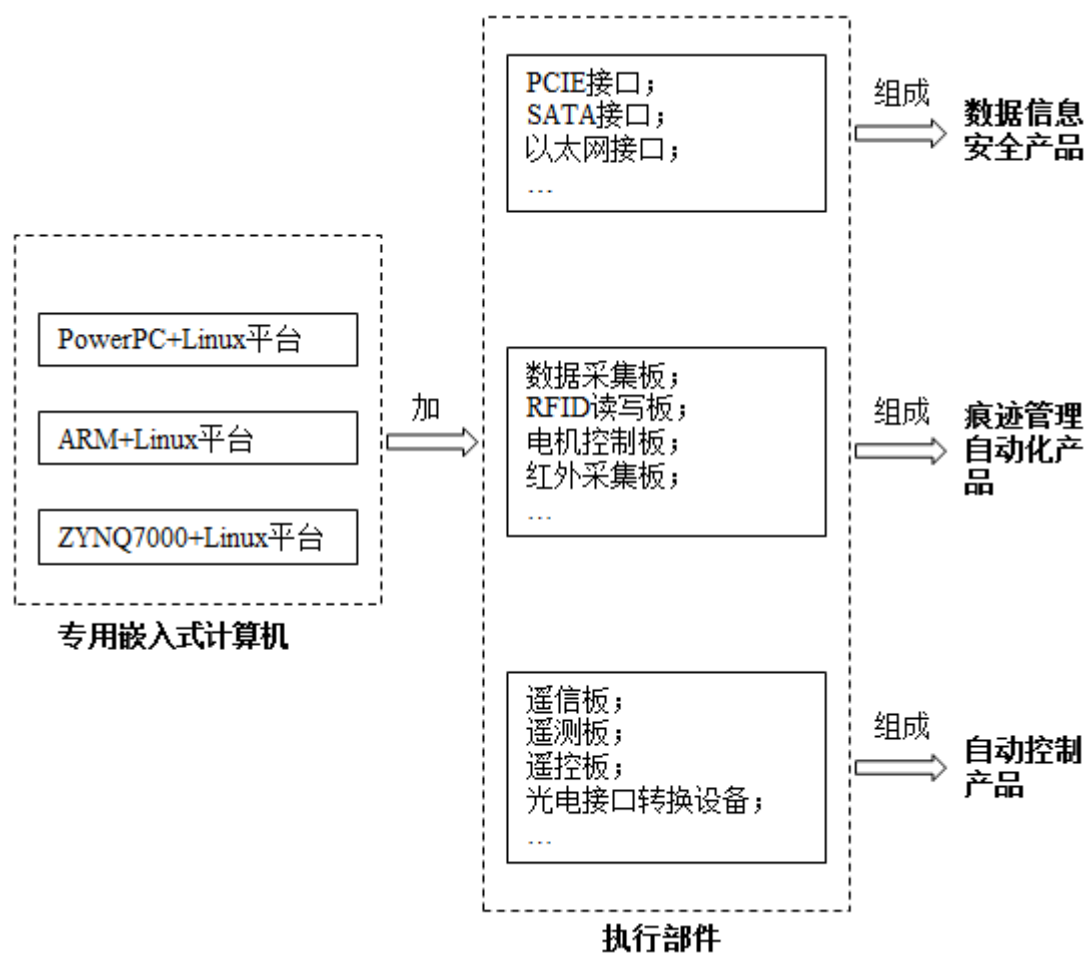 PowerPC+Linux平台
ARM+Linux平台
ZYNQ7000+Linux平台
专用嵌入式计算机
加
PCIE接口；
SATA接口；
以太网接口；
…
组成
数据信息
安全产品
数据采集板；
RFID读写板；
电机控制板；
红外采集板；
…
组成
痕迹管理
自动化产
品
遥信板；
遥测板；
遥控板；
光电接口转换设备；
…
组成
自动控制
产品
执行部件